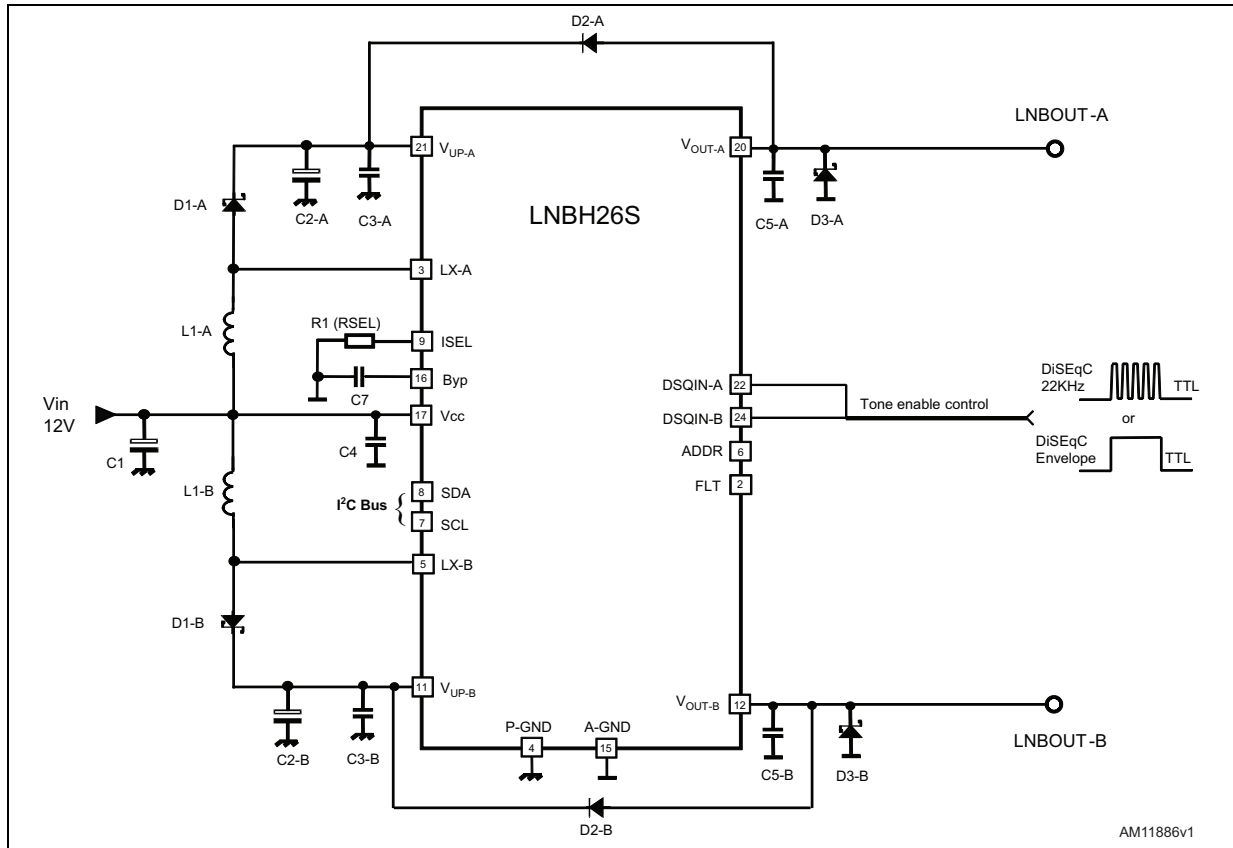 D2-A
LNBOUT-A
21
VUP-A
VOUT-A
20
D1-A
C2-A
C3-A
LNBH26S
C5-A
D3-A
3
LX-A
L1-A
R1 (RSEL)
9
ISEL
16
Byp
C7
DSQIN-A
22
DiSEqC
22KHz
TTL
Vin
12V
17
Vcc
DSQIN-B
24
Tone enable control
or
C1
C4
ADDR
6
DiSEqC
Envelope
TTL
L1-B
I²C Bus
8
SDA
FLT
2
7
SCL
5
LX-B
D1-B
11
VUP-B
VOUT-B
12
C2-B
C3-B
P-GND
A-GND
4
15
C5-B
D3-B
LNBOUT-B
D2-B
AM11886v1